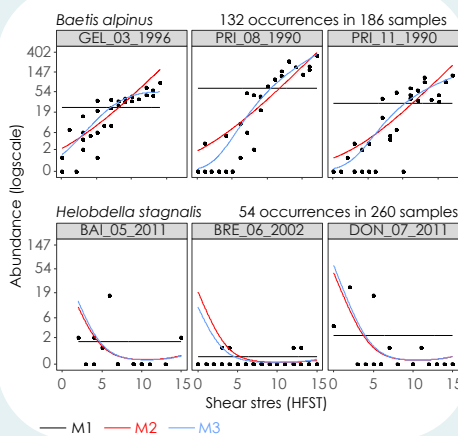 Baetis alpinus 132 occurrences in 186 samples
GEL_03_1996 PRI_08_1990 PRI_11_1990
402
147
54
19
6
2
0
Abundance (logscale)
Helobdella stagnalis 54 occurrences in 260 samples
BAI_05_2011 BRE_06_2002 DON_07_2011
147
54
19
6
2
0
0 5 10 15 0 5 10 15 0 5 10 15
Shear stres (HFST)
M1 M2 M3